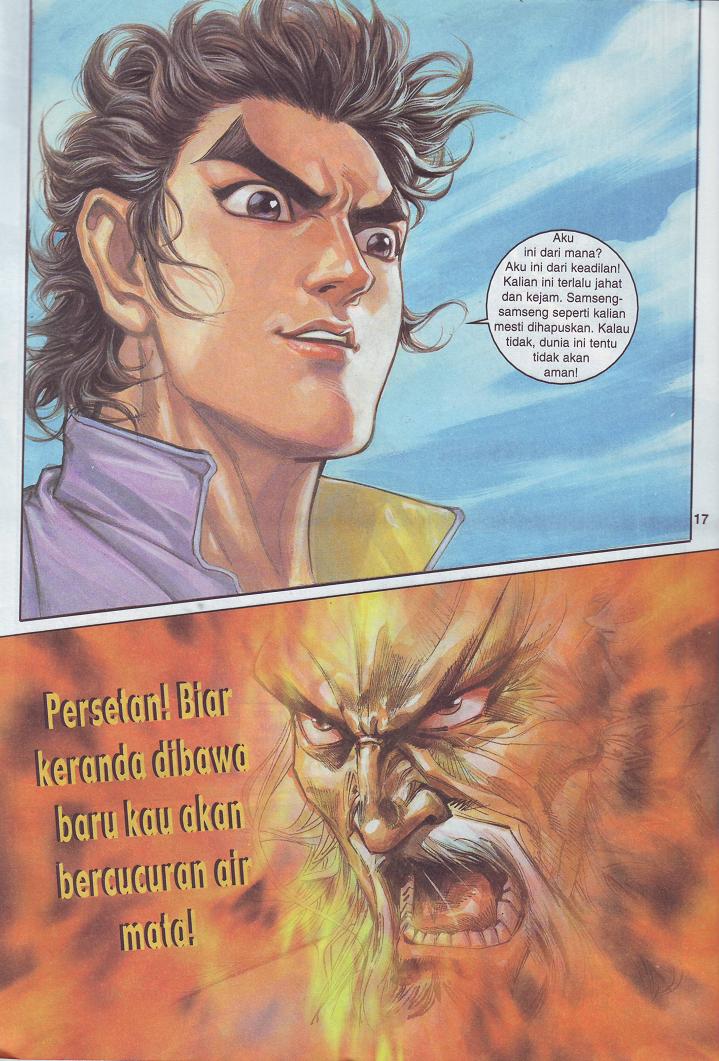 Aku
ini dari mana?
Aku ini dari keadilan!
Kalian ini terlalu jahat
dan kejam. Samseng-
samseng seperti kalian
mesti dihapuskan. Kalau
tidak, dunia ini tentu
tidak akan
aman!
17
Persetan! Biar
keranda dibawa
baru kau akan
bercucuran air
mata!